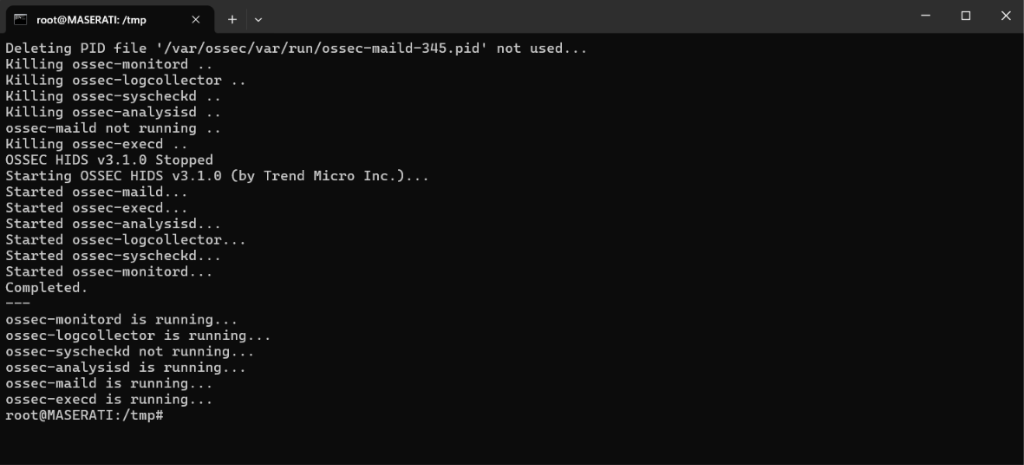 root@MASERATI: /tmp
Deleting PID file '/var/ossec/var/run/ossec-maild-345.pid' not used...
Killing ossec-monitord ..
Killing ossec-logcollector ..
Killing ossec-syscheckd ..
Killing ossec-analysisd ..
ossec-maild not running ..
Killing ossec-execd ..
OSSEC HIDS v3.1.0 Stopped
Starting OSSEC HIDS v3.1.0 (by Trend Micro Inc.)...
Started ossec-maild...
Started ossec-execd...
Started ossec-analysisd...
Started ossec-logcollector...
Started ossec-syscheckd...
Started ossec-monitord...
Completed.
---
ossec-monitord is running...
ossec-logcollector is running...
ossec-syscheckd not running...
ossec-analysisd is running...
ossec-maild is running...
ossec-execd is running...
root@MASERATI:/tmp#